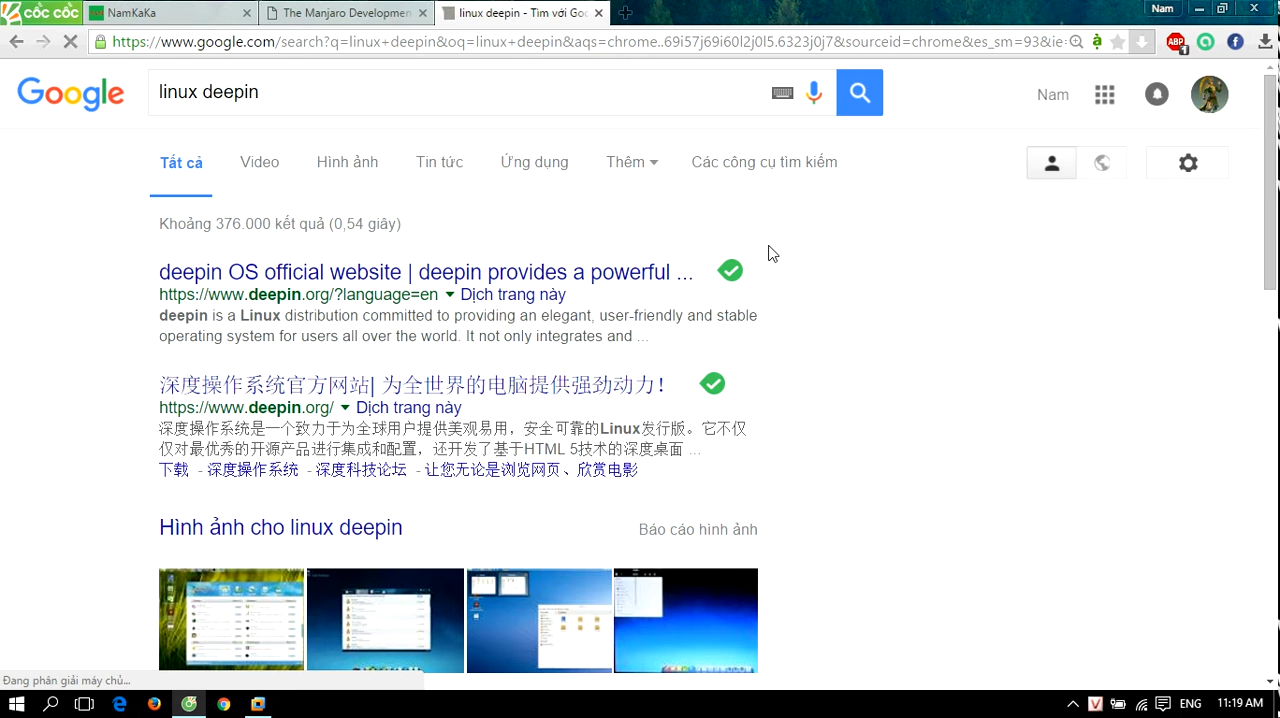 cốc cốc
NamKaKa
The Manjaro Developmen
linux deepin - Tìm với Goo
Nam
https://www.google.com/search?q=linux+deepin&oq=linux+deepin&aqs=chrome..69i57j69i60l2j0l5.6323j0j7&sourceid=chrome&es_sm=93&ie=
ABP
1
Google
linux deepin
Nam
Tất cả
Video
Hình ảnh
Tin tức
Ứng dụng
Thêm
Các công cụ tìm kiếm
Khoảng 376.000 kết quả (0,54 giây)
deepin OS official website | deepin provides a powerful ...
https://www.deepin.org/?language=en Dịch trang này
deepin is a Linux distribution committed to providing an elegant, user-friendly and stable
operating system for users all over the world. It not only integrates and ...
深度操作系统官方网站| 为全世界的电脑提供强劲动力！
https://www.deepin.org/ Dịch trang này
深度操作系统是一个致力于为全球用户提供美观易用，安全可靠的Linux发行版。它不仅
仅对最优秀的开源产品进行集成和配置，还开发了基于HTML 5技术的深度桌面 ...
下载 - 深度操作系统 - 深度科技论坛 - 让您无论是浏览网页、欣赏电影
Hình ảnh cho linux deepin
Báo cáo hình ảnh
Đang phân giải máy chủ...
ENG
11:19 AM